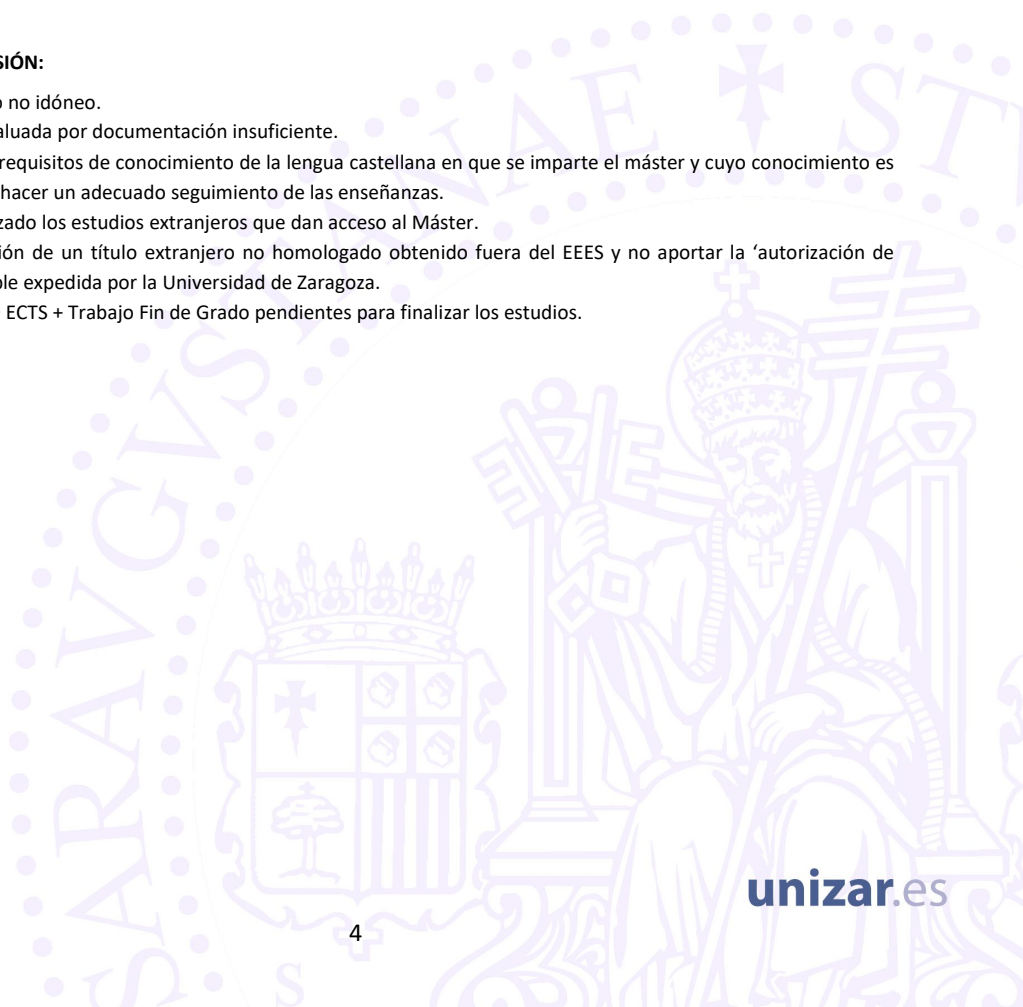 SIÓN:
o no idóneo.
aluada por documentación insuficiente.
requisitos de conocimiento de la lengua castellana en que se imparte el máster y cuyo conocimiento es
hacer un adecuado seguimiento de las enseñanzas.
zado los estudios extranjeros que dan acceso al Máster.
ión de un título extranjero no homologado obtenido fuera del EEES y no aportar la ‘autorización de
ble expedida por la Universidad de Zaragoza.
ECTS + Trabajo Fin de Grado pendientes para finalizar los estudios.
SARAVGVSTANAE STV
S
unizar.es
4